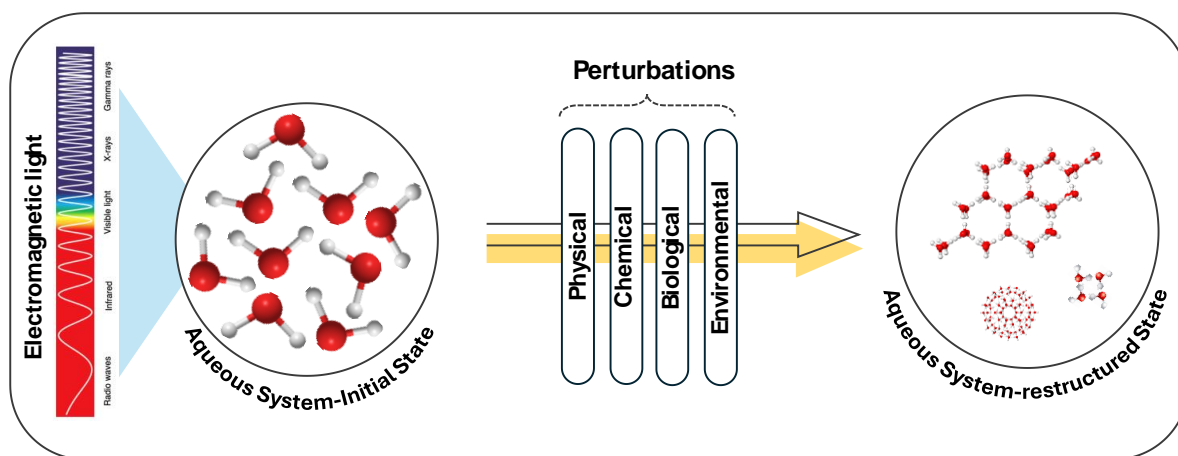 Electromagnetic light
Gamma rays
X-rays
Visible light
Infrared
Radio waves
Aqueous System-Initial State
Perturbations
Physical
Chemical
Biological
Environmental
Aqueous System-restructured State